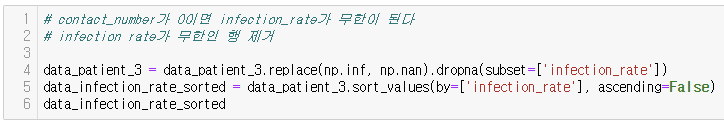 1 # contact_number가 0이면 infection_rate가 무한이 된다
2 # infection rate가 무한인 행 제거
3
4 data_patient_3 = data_patient_3.replace(np.inf, np.nan).dropna(subset=['infection_rate'])
5 data_infection_rate_sorted = data_patient_3.sort_values(by=['infection_rate'], ascending=False)
6 data_infection_rate_sorted